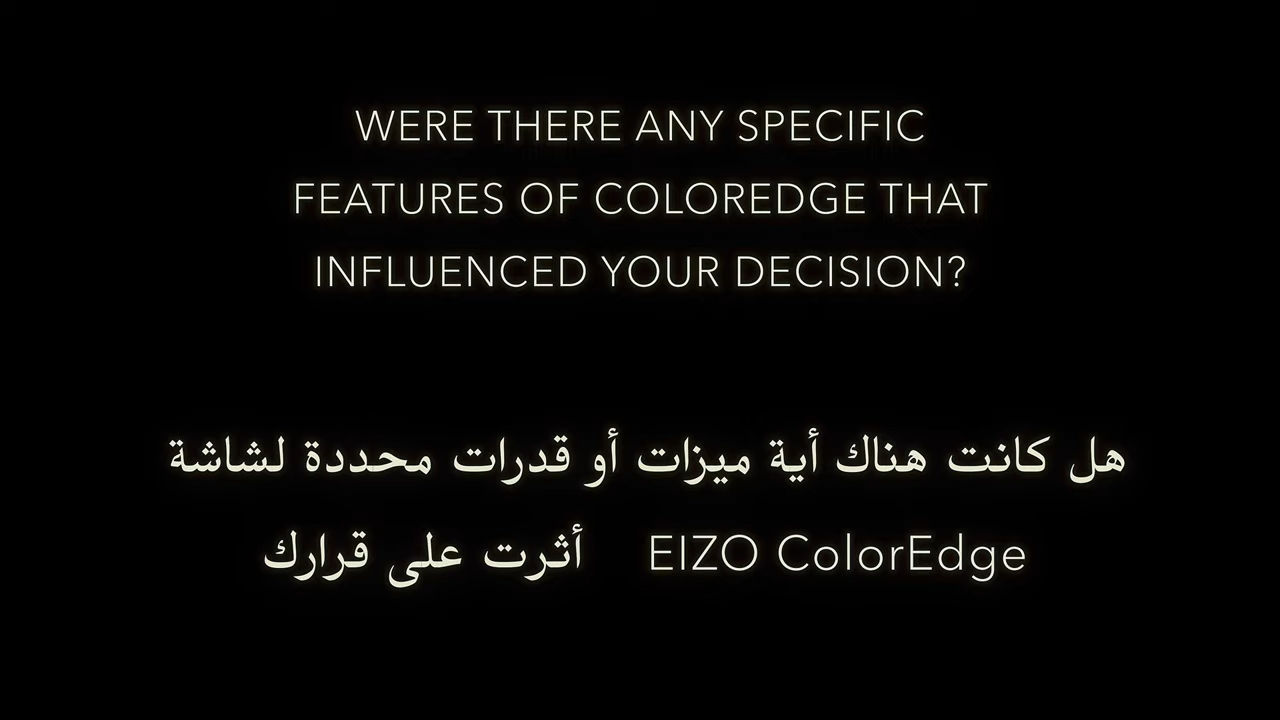 WERE THERE ANY SPECIFIC
FEATURES OF COLOREDGE THAT
INFLUENCED YOUR DECISION?
هل كانت هناك أية ميزات أو قدرات محددة لشاشة
EIZO ColorEdge أثرت على قرارك